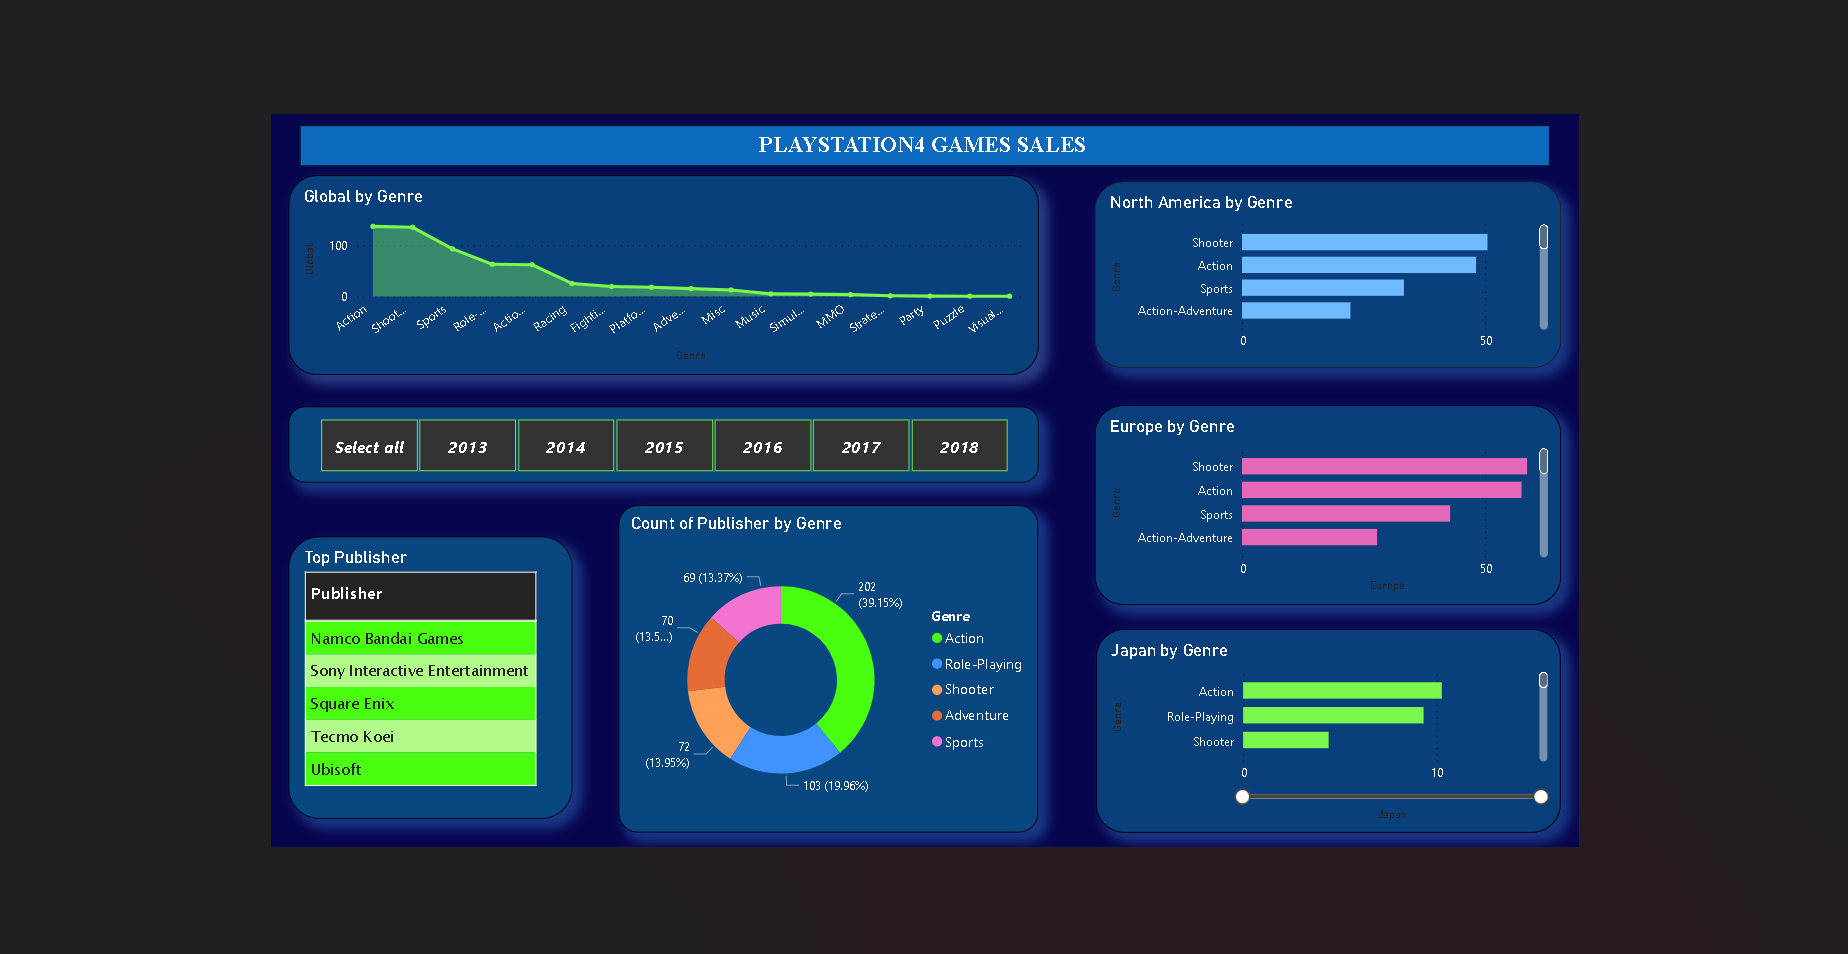 PLAYSTATION4 GAMES SALES
Global by Genre
Global
100
0
Action
Shoot...
Sports
Role-...
Actio...
Racing
Fighti...
Platfo...
Adve...
Misc
Music
Simul...
MMO
Strate...
Party
Puzzle
Visual...
Genre
Select all 2013 2014 2015 2016 2017 2018
Top Publisher
Publisher
Namco Bandai Games
Sony Interactive Entertainment
Square Enix
Tecmo Koei
Ubisoft
Count of Publisher by Genre
202
(39.15%)
103 (19.96%)
72
(13.95%)
70
(13.5...)
69 (13.37%)
Genre
Action
Role-Playing
Shooter
Adventure
Sports
North America by Genre
Genre
Shooter
Action
Sports
Action-Adventure
0 50
Europe by Genre
Genre
Shooter
Action
Sports
Action-Adventure
0 50
Europe
Japan by Genre
Genre
Action
Role-Playing
Shooter
0 10
Japan